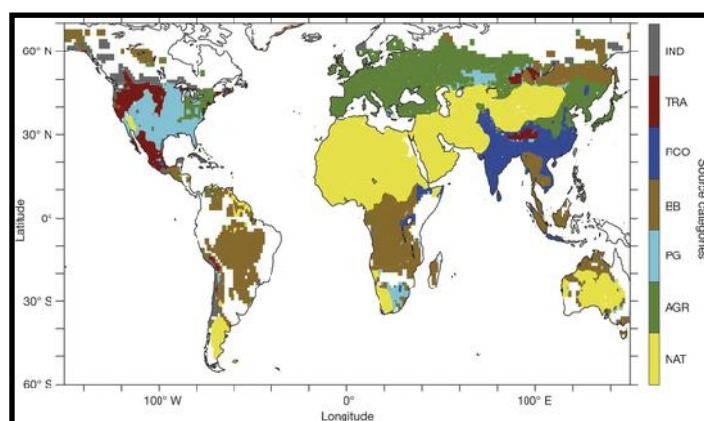 60° N
30° N
0°
30° S
60° S
Latitude
100° W
0°
100° E
Longitude
IND
TRA
RCO
BB
PG
AGR
NAT
Source categories